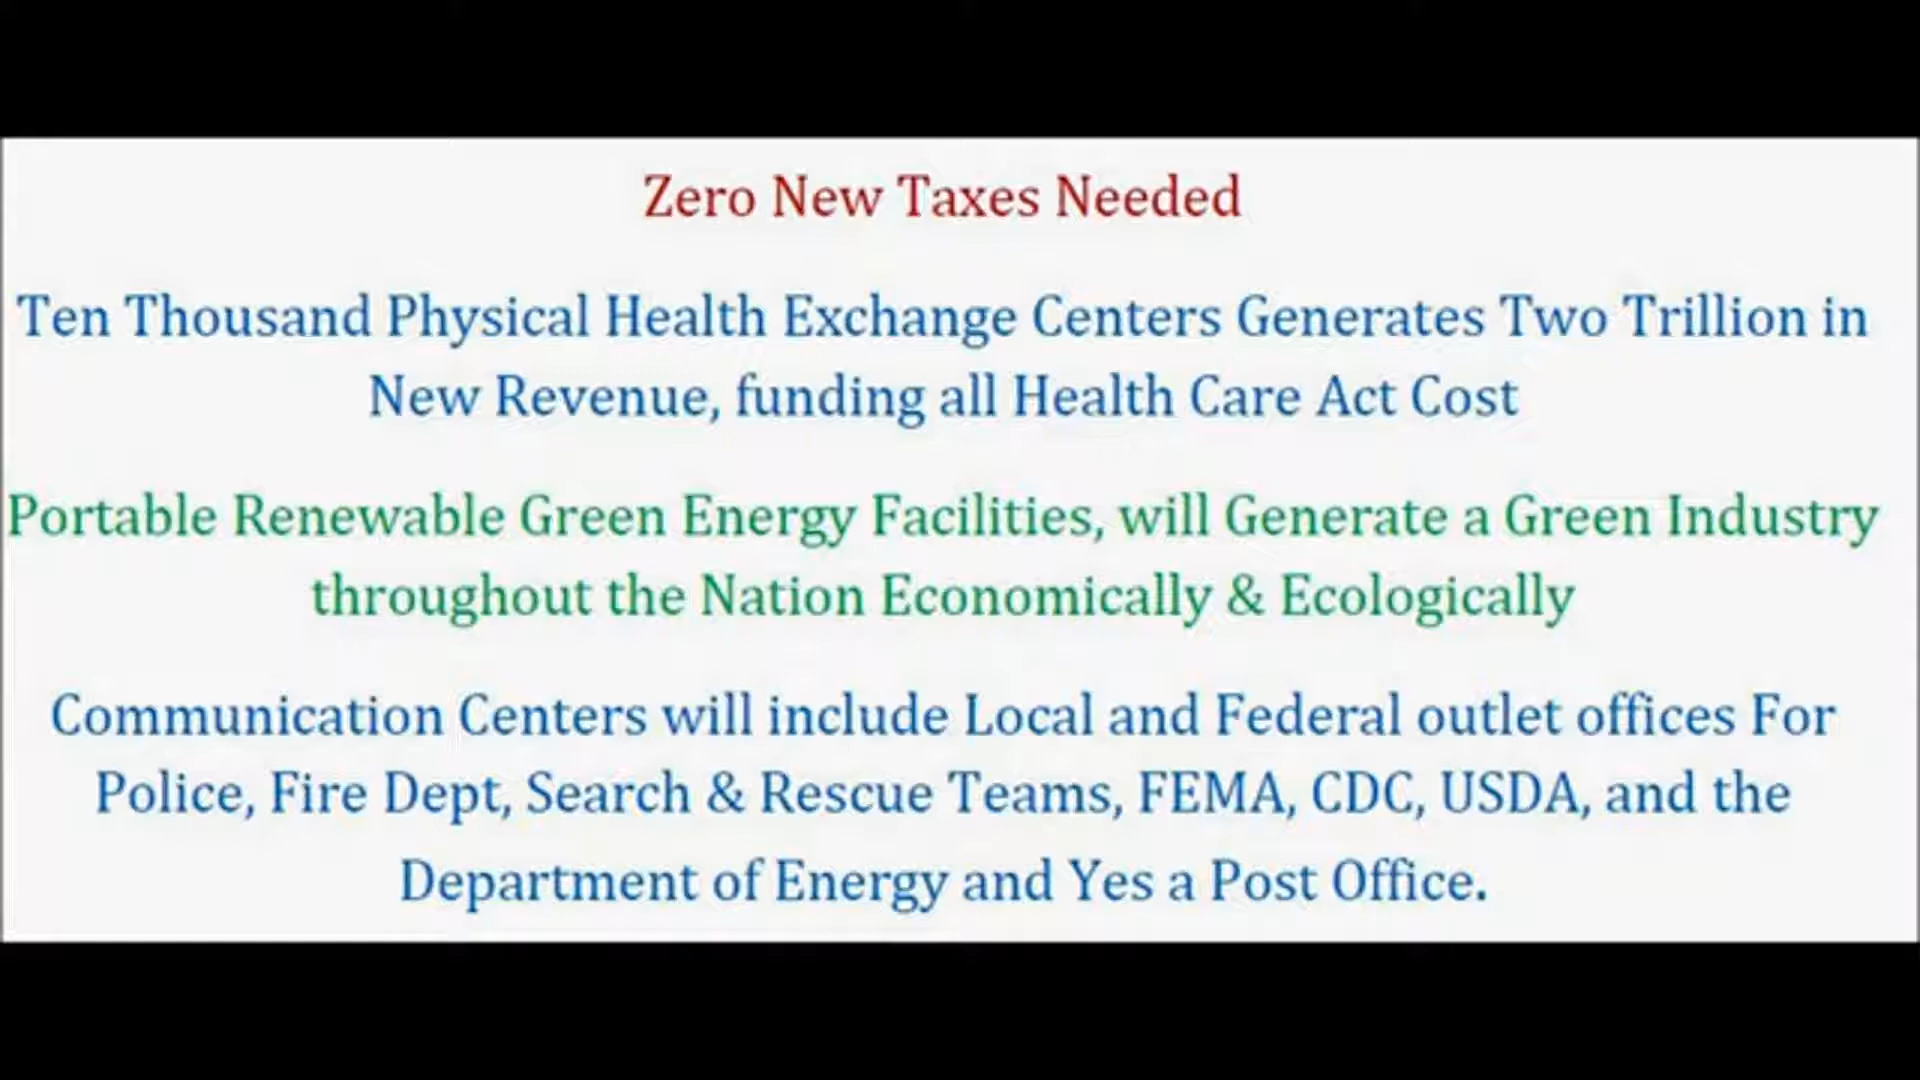 Zero New Taxes Needed
Ten Thousand Physical Health Exchange Centers Generates Two Trillion in
New Revenue, funding all Health Care Act Cost
Portable Renewable Green Energy Facilities, will Generate a Green Industry
throughout the Nation Economically & Ecologically
Communication Centers will include Local and Federal outlet offices For
Police, Fire Dept, Search & Rescue Teams, FEMA, CDC, USDA, and the
Department of Energy and Yes a Post Office.